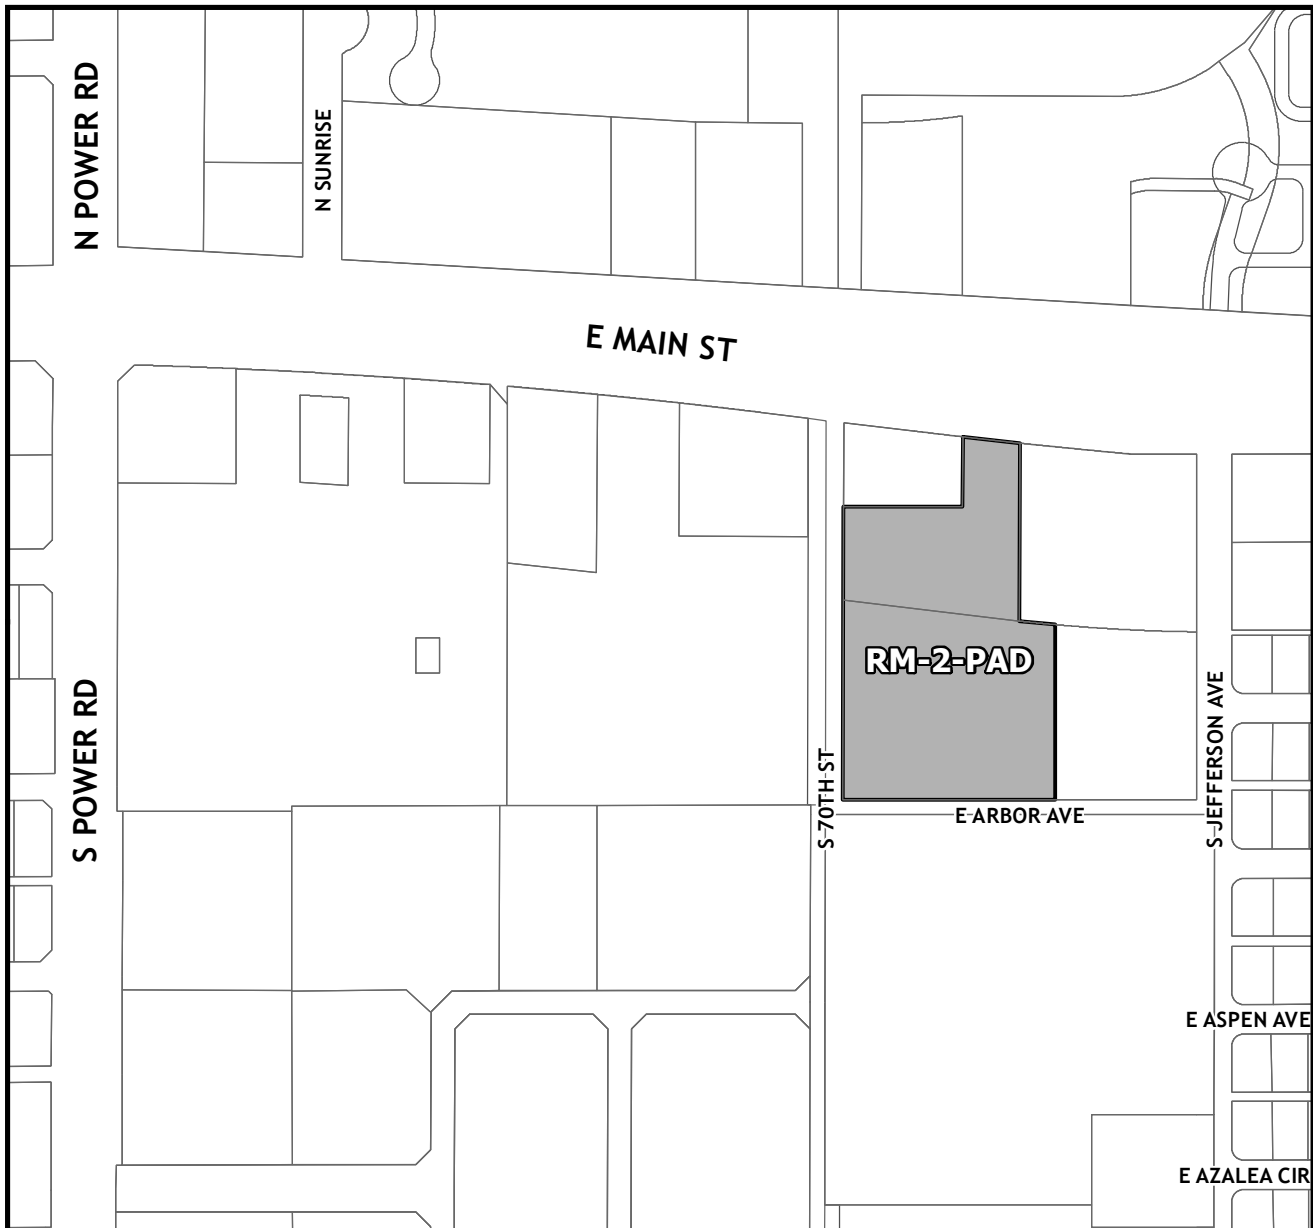 N POWER RD
N SUNRISE
E MAIN ST
RM-2-PAD
S POWER RD
S 70TH ST
S JEFFERSON AVE
E ARBOR AVE
E ASPEN AVE
E AZALEA CIR